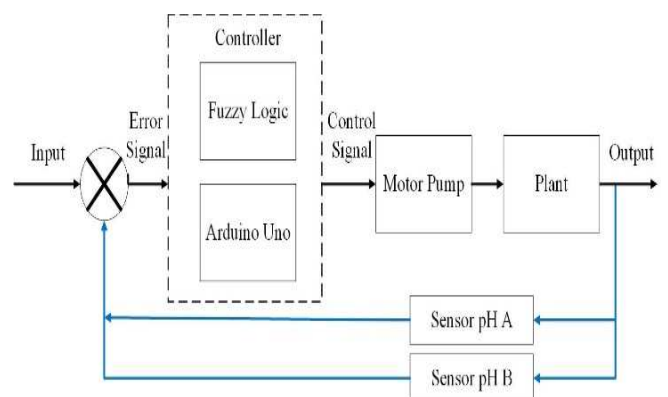 Controller
Fuzzy Logic
Error
Signal
Control
Signal
Input
Output
Motor Pump
Plant
Arduino Uno
Sensor pH A
Sensor pH B